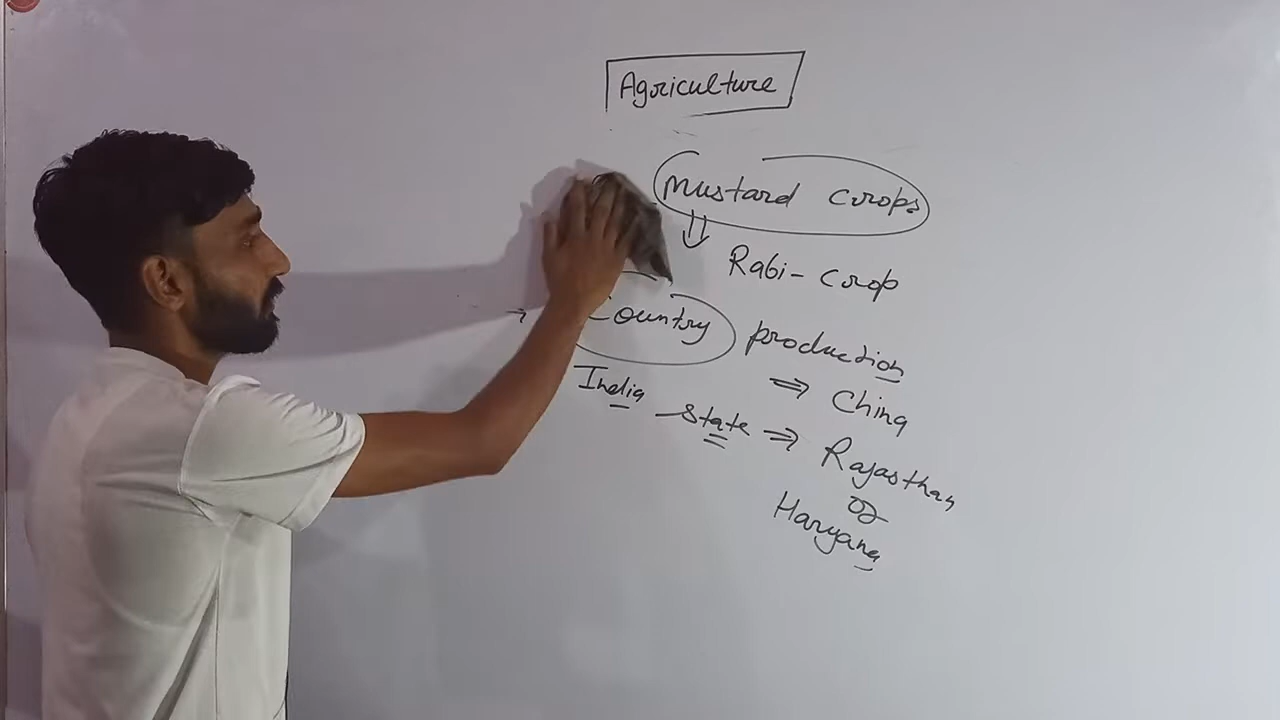 Agriculture
Mustard crops
Rabi-crop
→ Country production
⇒ China
India state ⇒ Rajasthan
or
Haryana